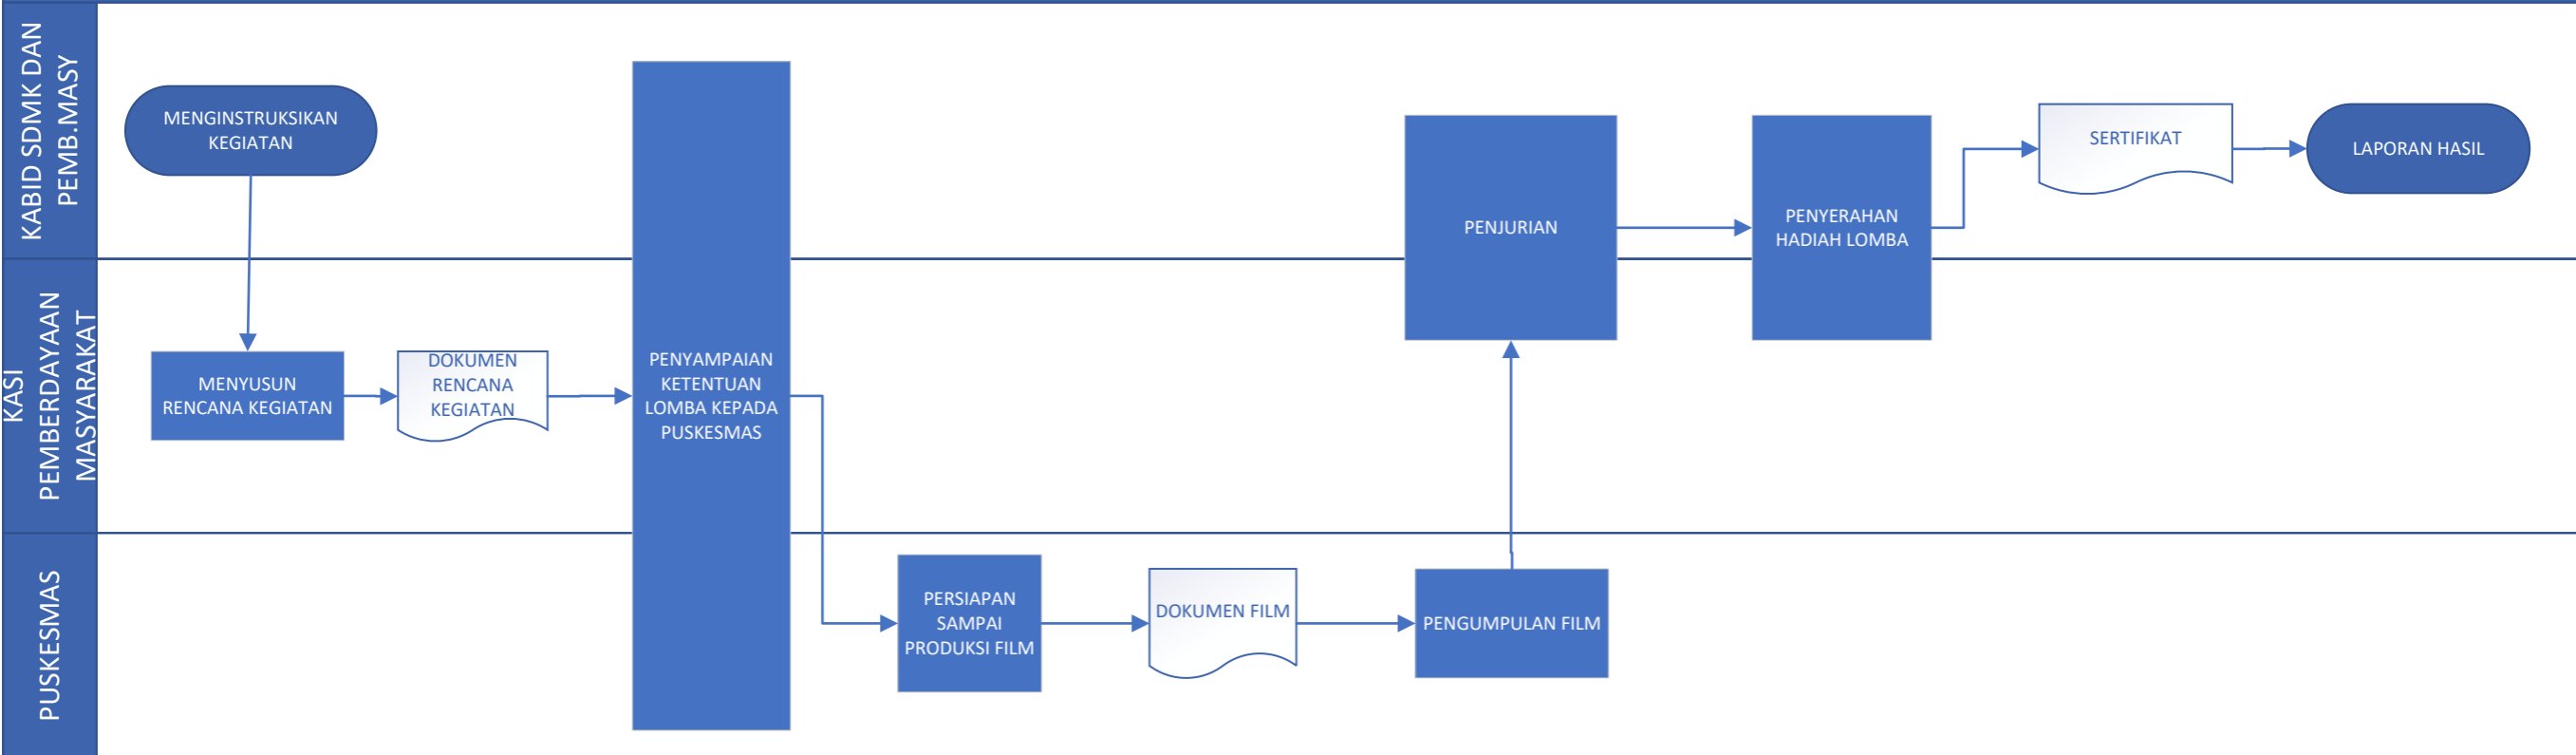 KABID SDMK DAN
PEMB.MASY
MENGINSTRUKSIKAN
KEGIATAN
PENJURIAN
PENYERAHAN
HADIAH LOMBA
SERTIFIKAT
LAPORAN HASIL
KASI
PEMBERDAYAAN
MASYARAKAT
MENYUSUN
RENCANA KEGIATAN
DOKUMEN
RENCANA
KEGIATAN
PENYAMPAIAN
KETENTUAN
LOMBA KEPADA
PUSKESMAS
PUSKESMAS
PERSIAPAN
SAMPAI
PRODUKSI FILM
DOKUMEN FILM
PENGUMPULAN FILM